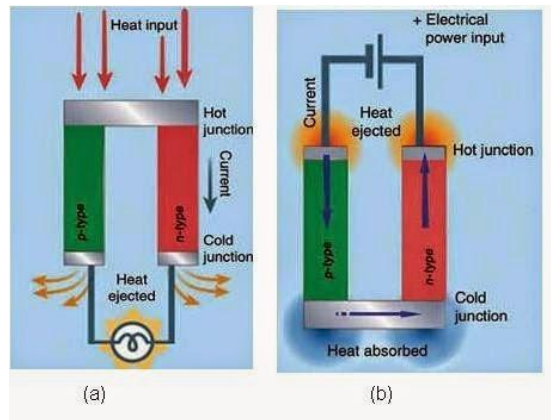 Heat input
Hot
junction
Current
p-type
n-type
Cold
junction
Heat
ejected
(a)
+ Electrical
power input
Current
Heat
ejected
Hot junction
p-type
n-type
Cold
junction
Heat absorbed
(b)